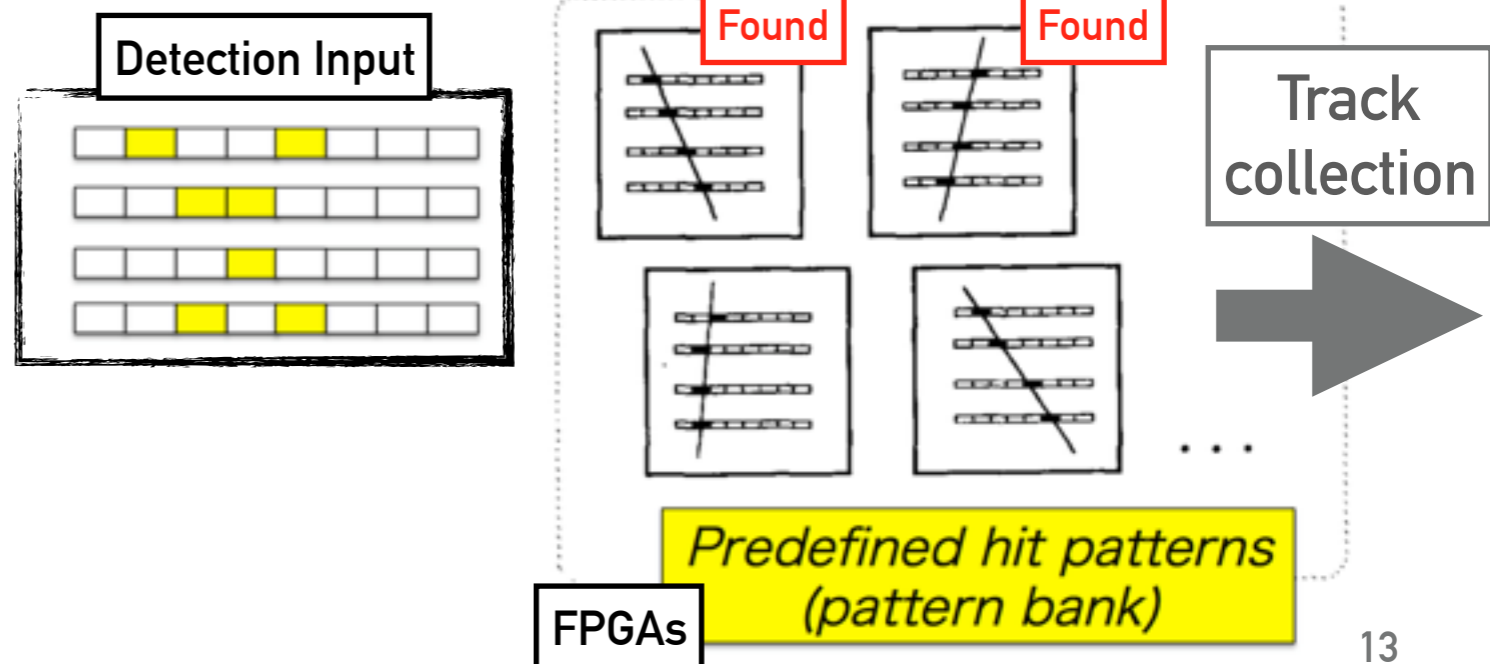 Detection Input
Found
Found
Track
collection
. . .
Predefined hit patterns
(pattern bank)
FPGAs
13